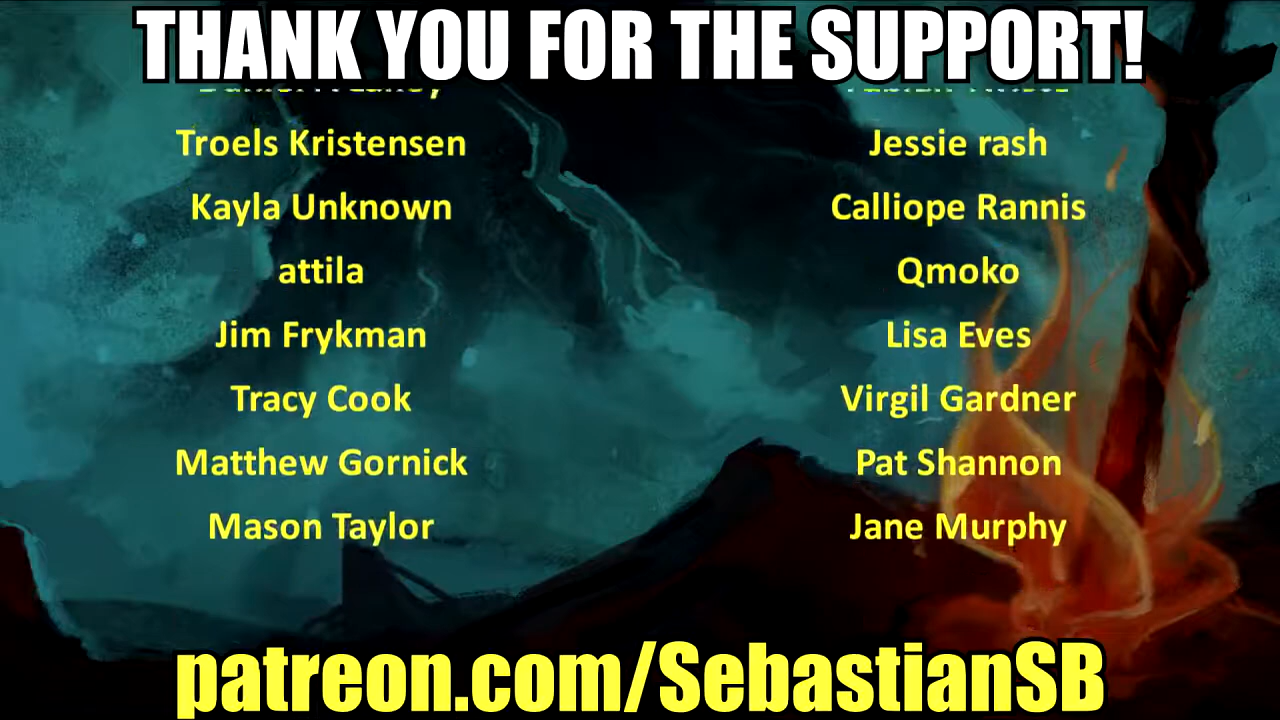 THANK YOU FOR THE SUPPORT!
Troels Kristensen
Jessie rash
Kayla Unknown
Calliope Rannis
attila
Qmoko
Jim Frykman
Lisa Eves
Tracy Cook
Virgil Gardner
Matthew Gornick
Pat Shannon
Mason Taylor
Jane Murphy
patreon.com/SebastianSB